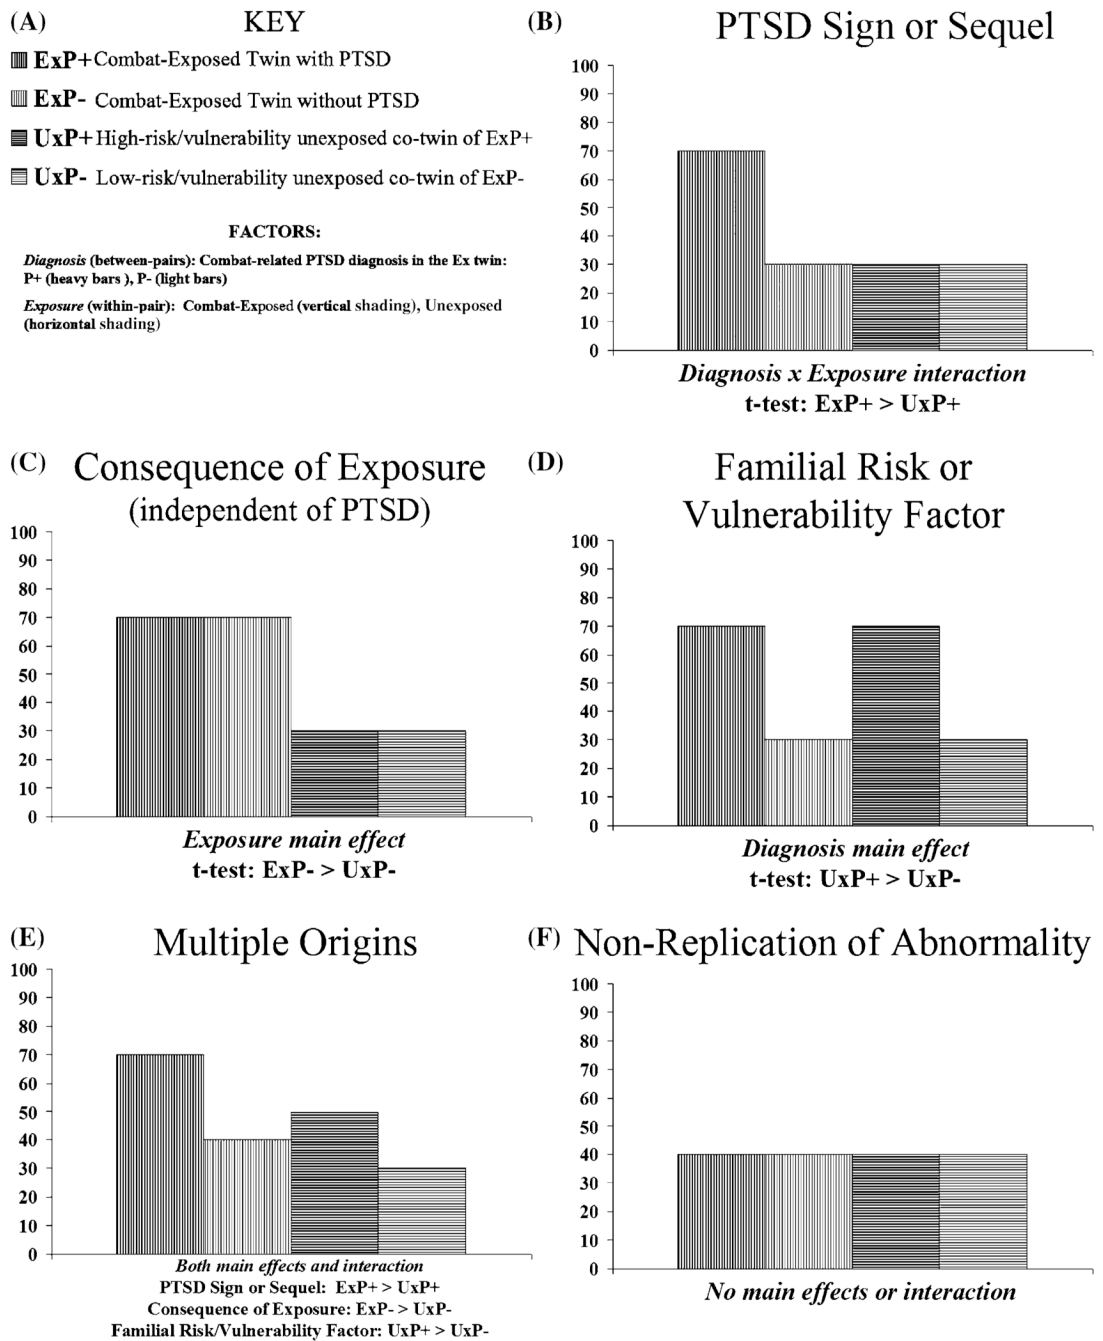 (A) KEY
ExP+ Combat-Exposed Twin with PTSD
ExP- Combat-Exposed Twin without PTSD
UxP+ High-risk/vulnerability unexposed co-twin of ExP+
UxP- Low-risk/vulnerability unexposed co-twin of ExP-
FACTORS:
Diagnosis (between-pairs): Combat-related PTSD diagnosis in the Ex twin:
P+ (heavy bars ), P- (light bars)
Exposure (within-pair): Combat-Exposed (vertical shading), Unexposed
(horizontal shading)
(B) PTSD Sign or Sequel
100
90
80
70
60
50
40
30
20
10
0
Diagnosis x Exposure interaction
t-test: ExP+ > UxP+
(C) Consequence of Exposure
(independent of PTSD)
100
90
80
70
60
50
40
30
20
10
0
Exposure main effect
t-test: ExP- > UxP-
(D) Familial Risk or
Vulnerability Factor
100
90
80
70
60
50
40
30
20
10
0
Diagnosis main effect
t-test: UxP+ > UxP-
(E) Multiple Origins
100
90
80
70
60
50
40
30
20
10
0
Both main effects and interaction
PTSD Sign or Sequel: ExP+ > UxP+
Consequence of Exposure: ExP- > UxP-
Familial Risk/Vulnerability Factor: UxP+ > UxP-
(F) Non-Replication of Abnormality
100
90
80
70
60
50
40
30
20
10
0
No main effects or interaction